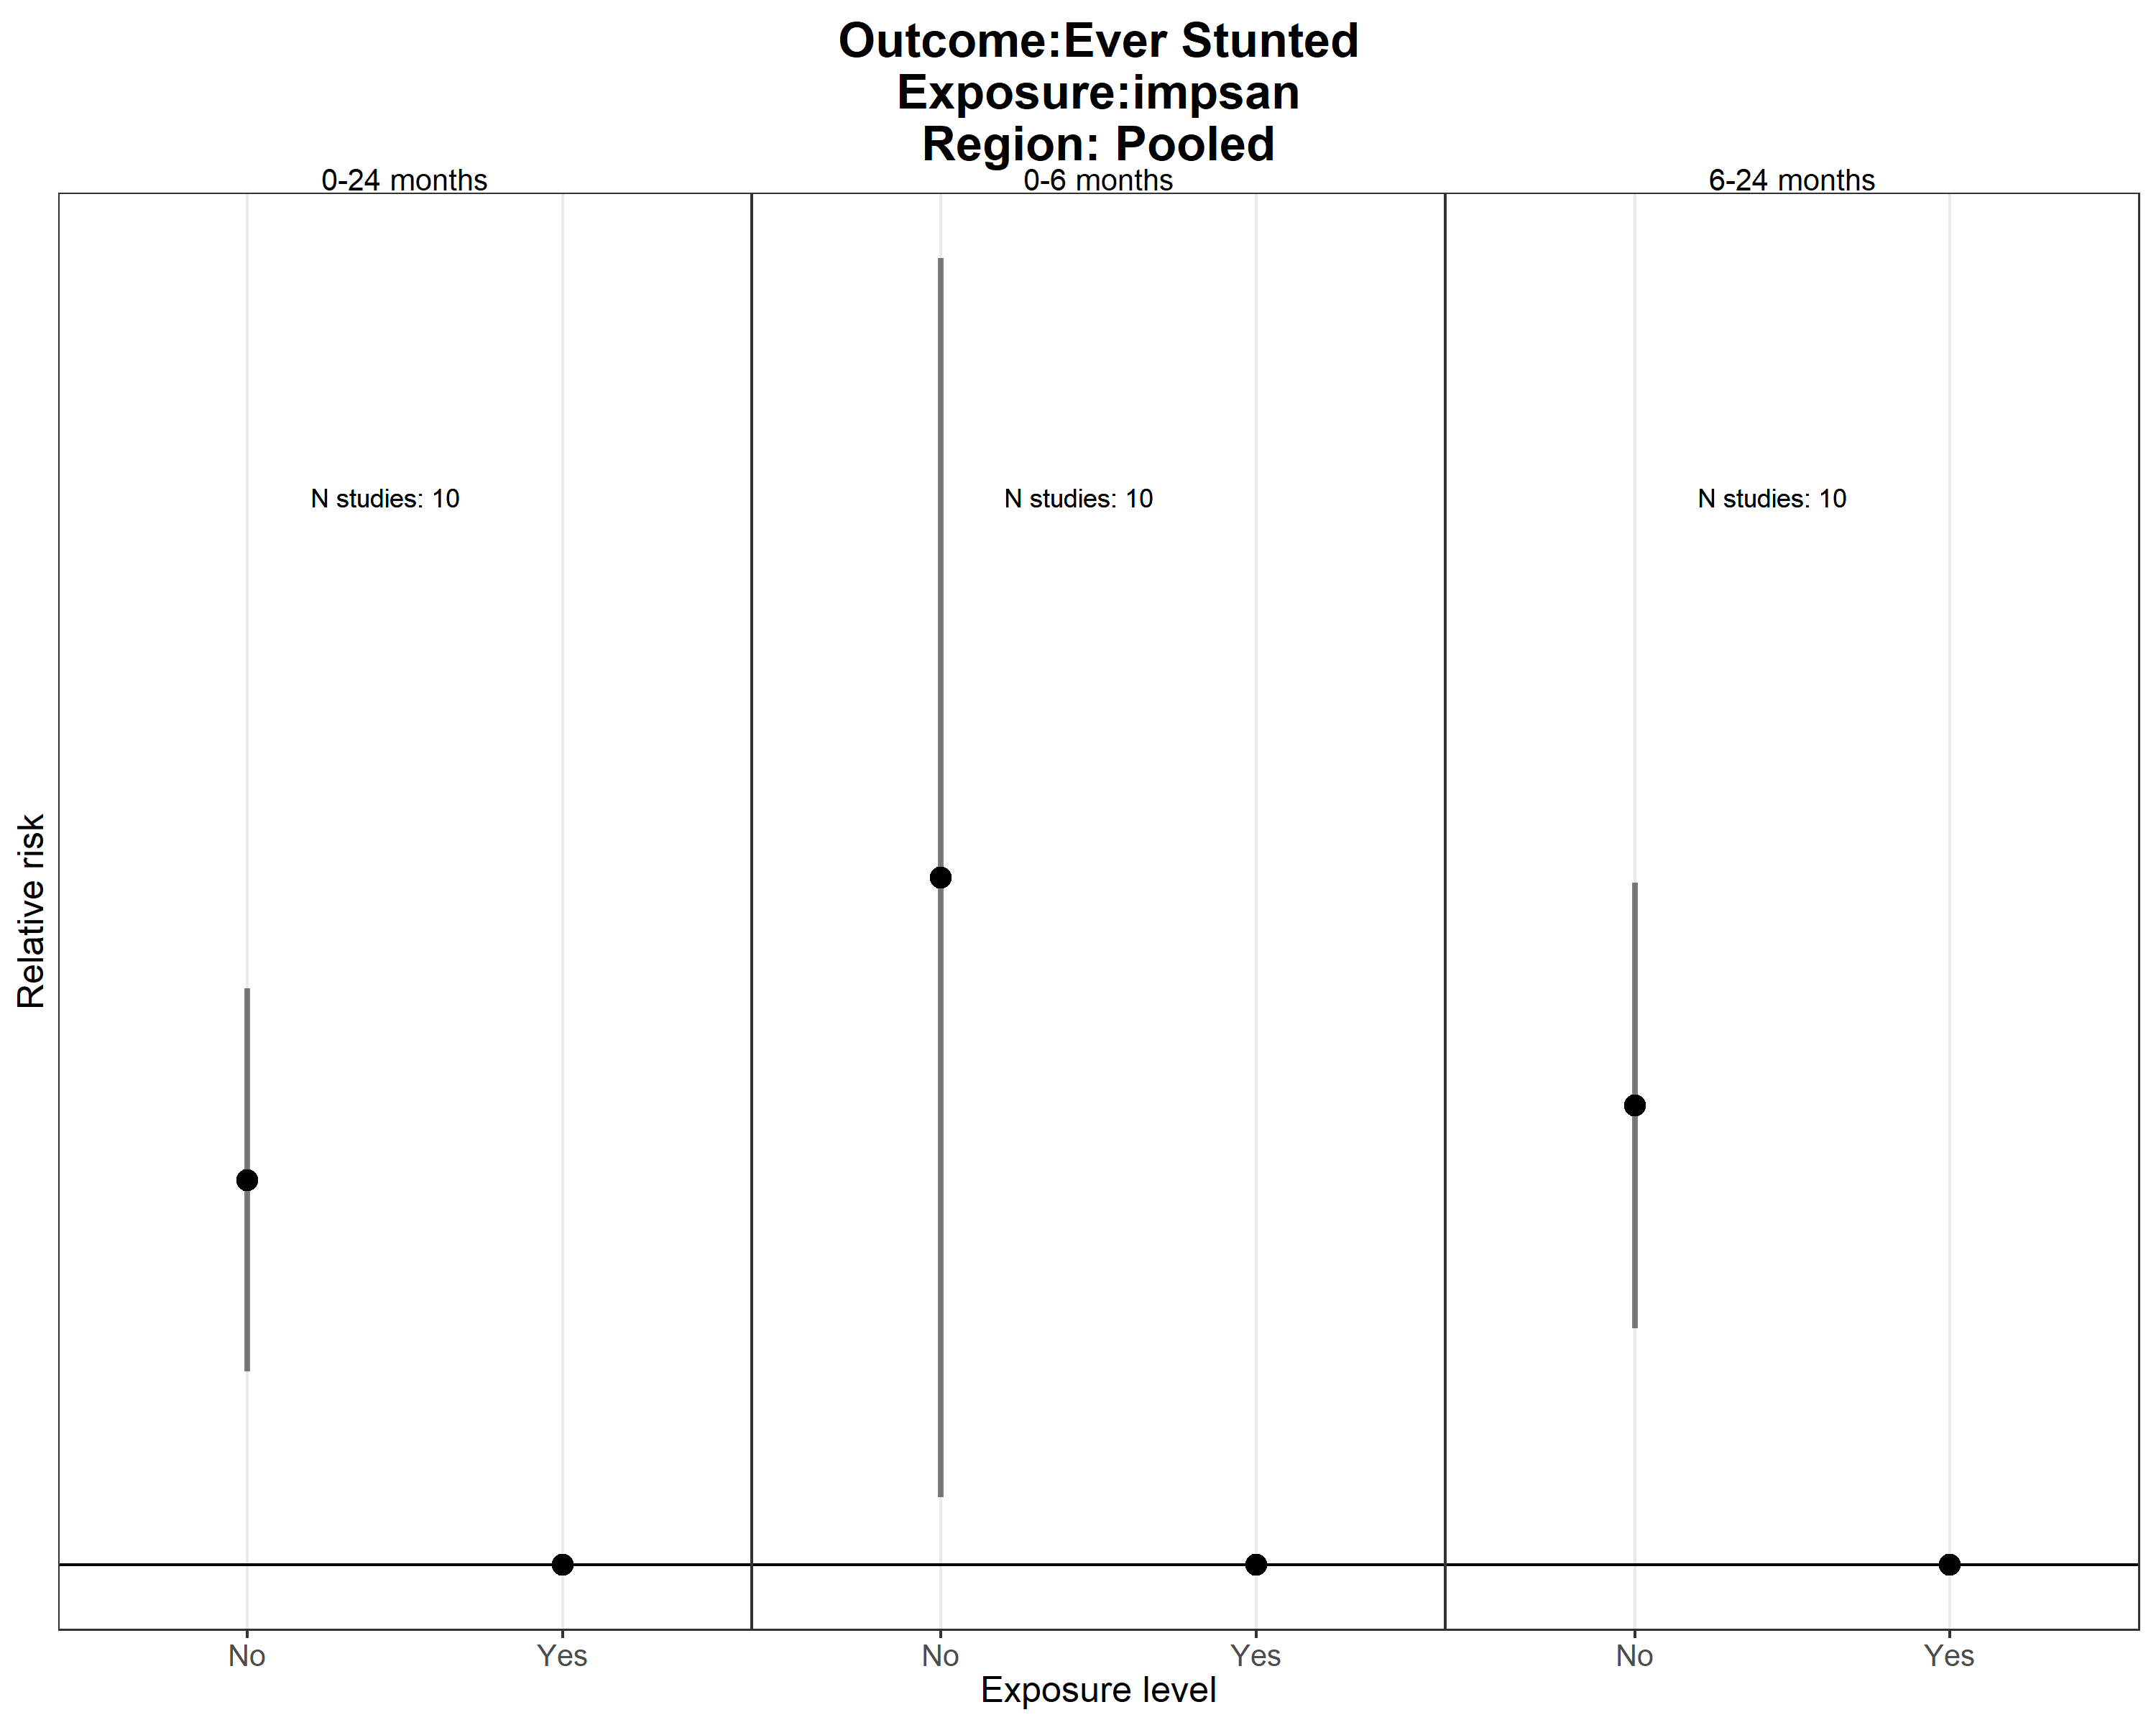 Outcome:Ever Stunted
Exposure:impsan
Region: Pooled
0-24 months
0-6 months
6-24 months
N studies: 10
N studies: 10
N studies: 10
Relative risk
No
Yes
No
Yes
No
Yes
Exposure level